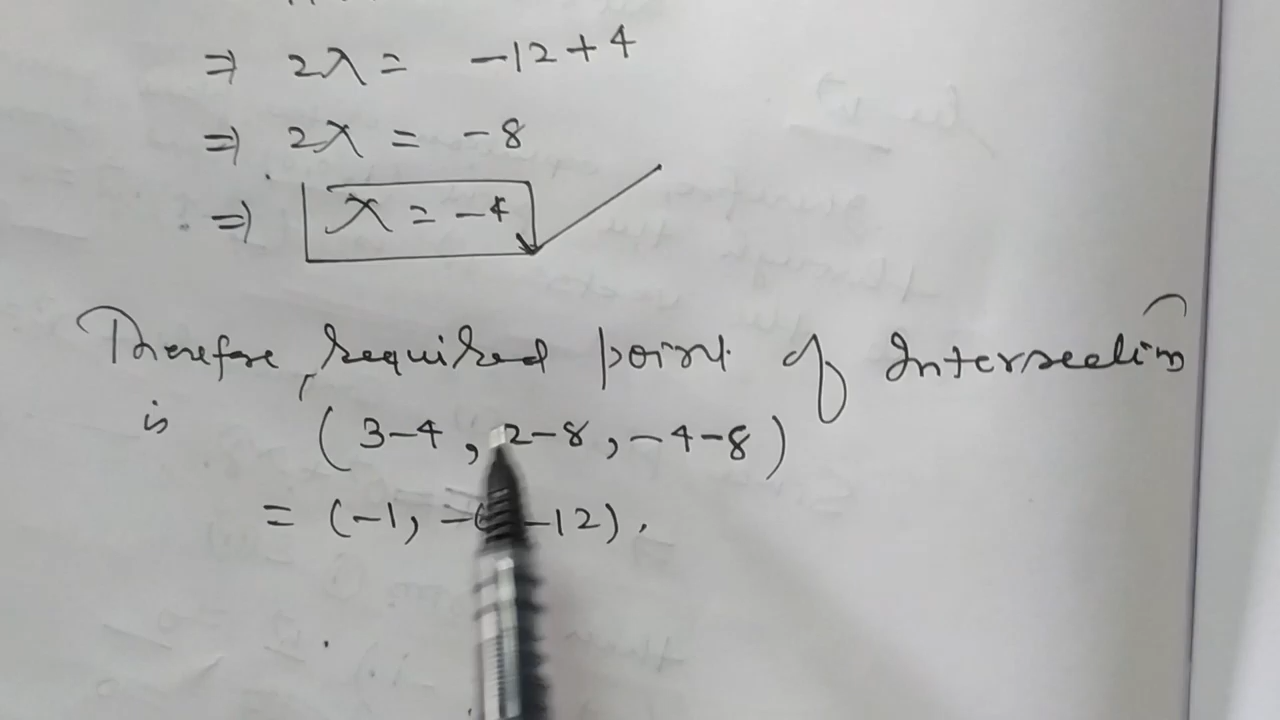 ⇒ 2λ = -12+4
⇒ 2λ = -8
⇒ λ = -4
Therefore, required point of Intersection
is (3-4, 2-8, -4-8)
= (-1, - -12).